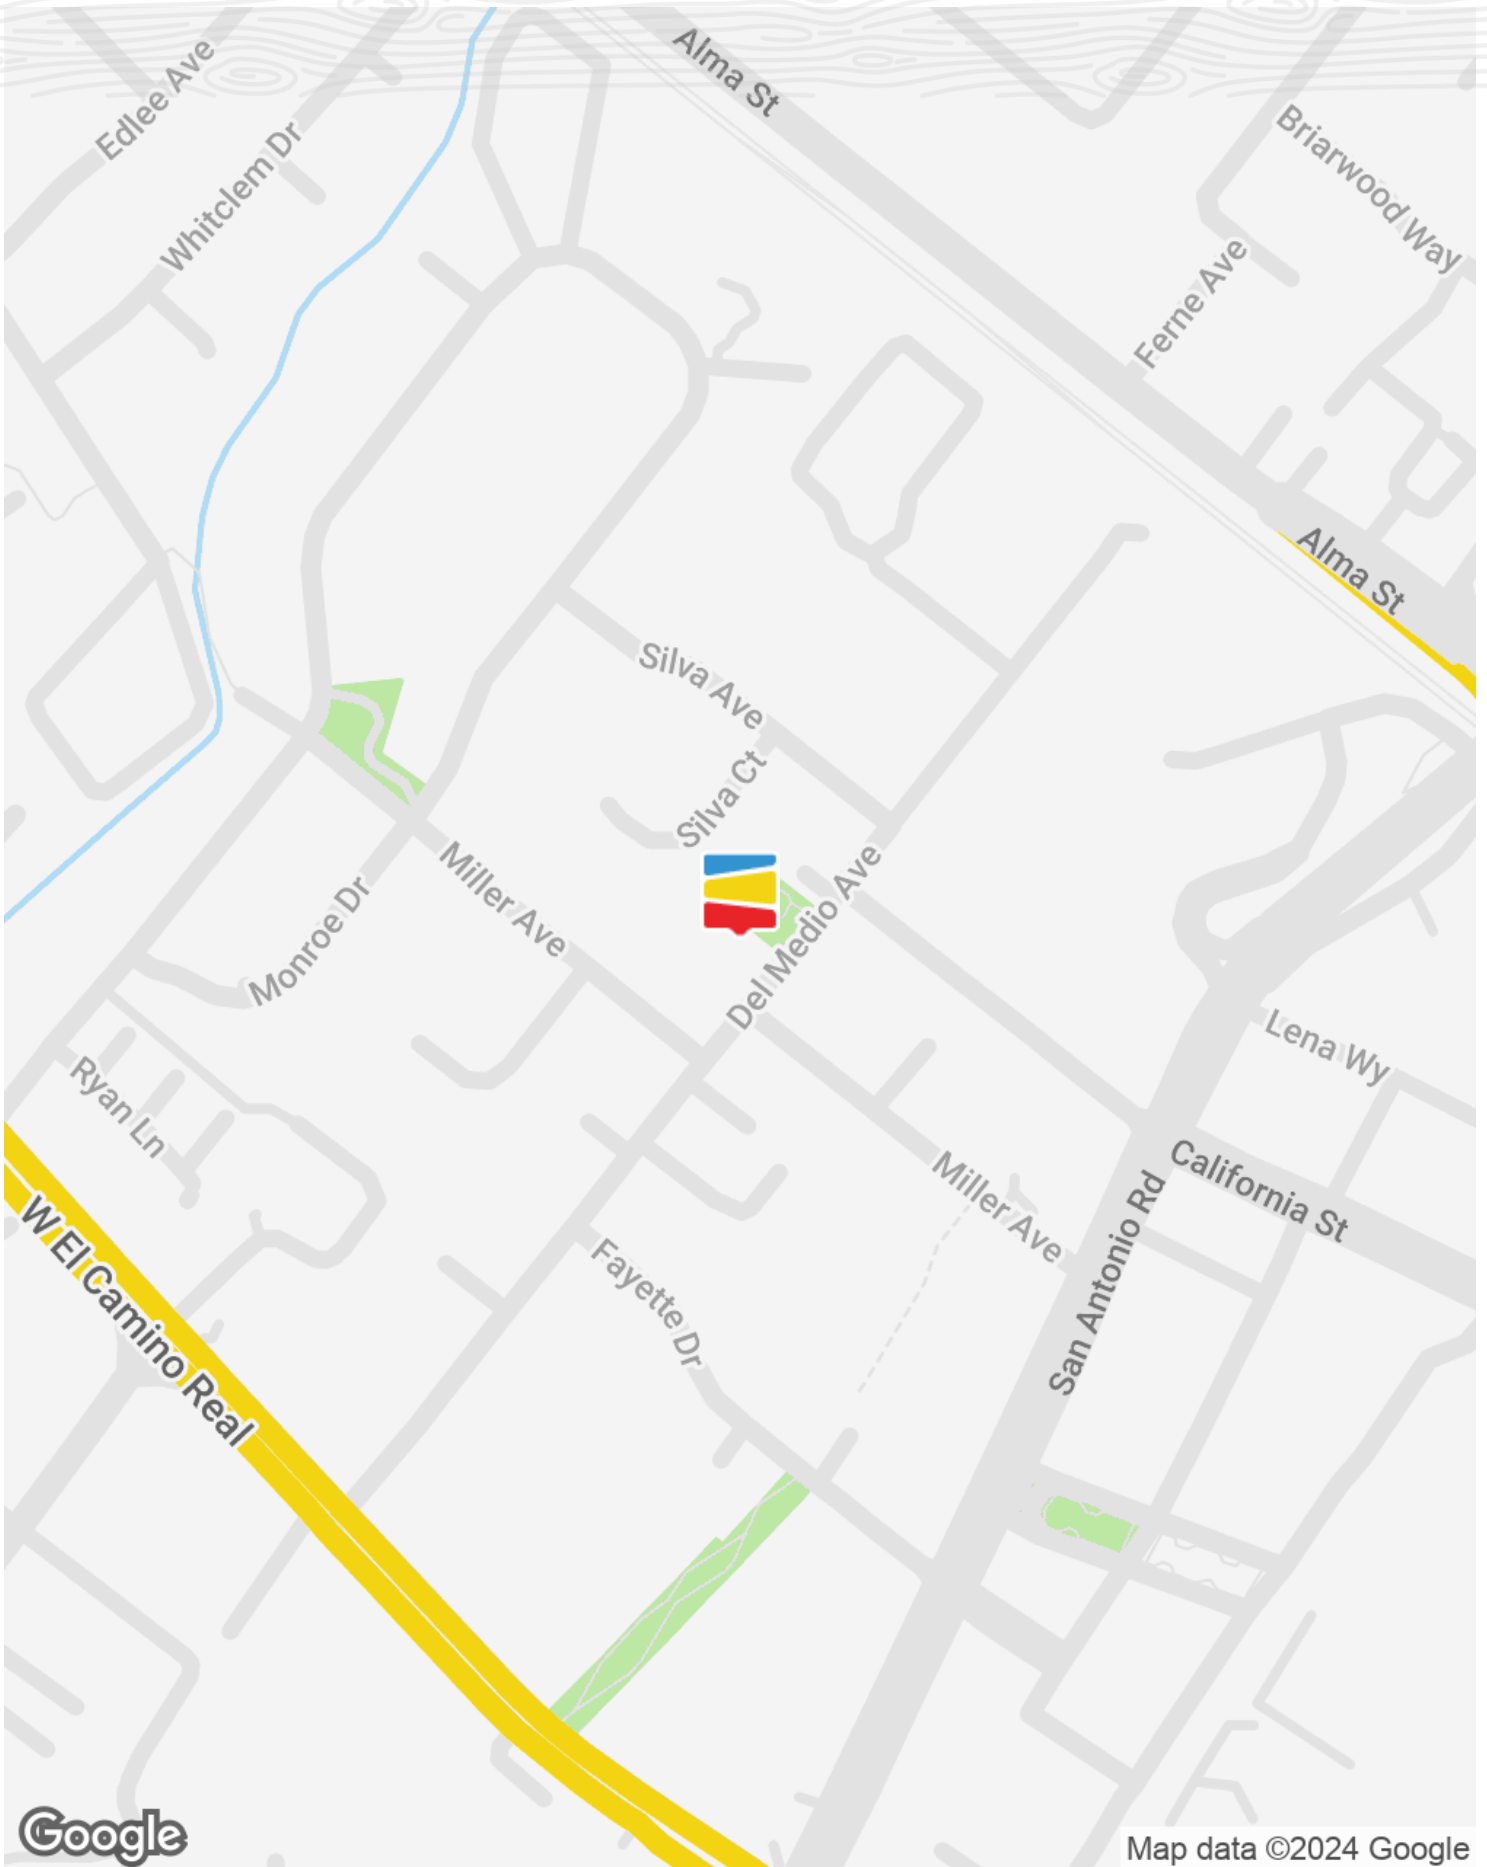 Alma St
Edlee Ave
Whitclem Dr
Briarwood Way
Ferne Ave
Alma St
Silva Ave
Silva Ct
Miller Ave
Del Medio Ave
Monroe Dr
Lena Wy
Ryan Ln
California St
Miller Ave
San Antonio Rd
W El Camino Real
Fayette Dr
Google
Map data ©2024 Google